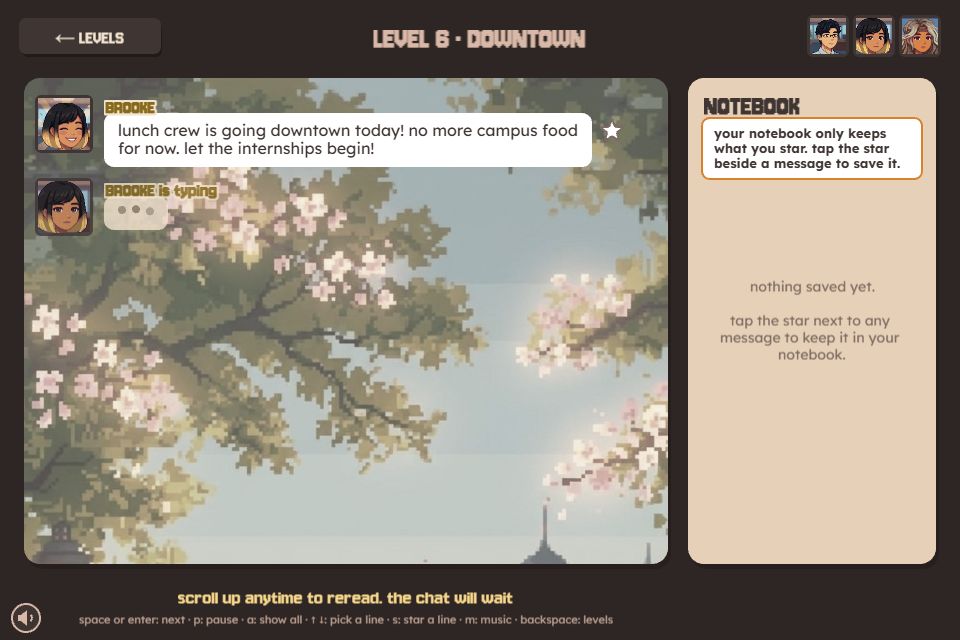 ← LEVELS
LEVEL 6 · DOWNTOWN
BROOKE
lunch crew is going downtown today! no more campus food
for now. let the internships begin!
BROOKE is typing
NOTEBOOK
your notebook only keeps
what you star. tap the star
beside a message to save it.
nothing saved yet.
tap the star next to any
message to keep it in your
notebook.
scroll up anytime to reread. the chat will wait
space or enter: next · p: pause · a: show all · ↑ ↓: pick a line · s: star a line · m: music · backspace: levels